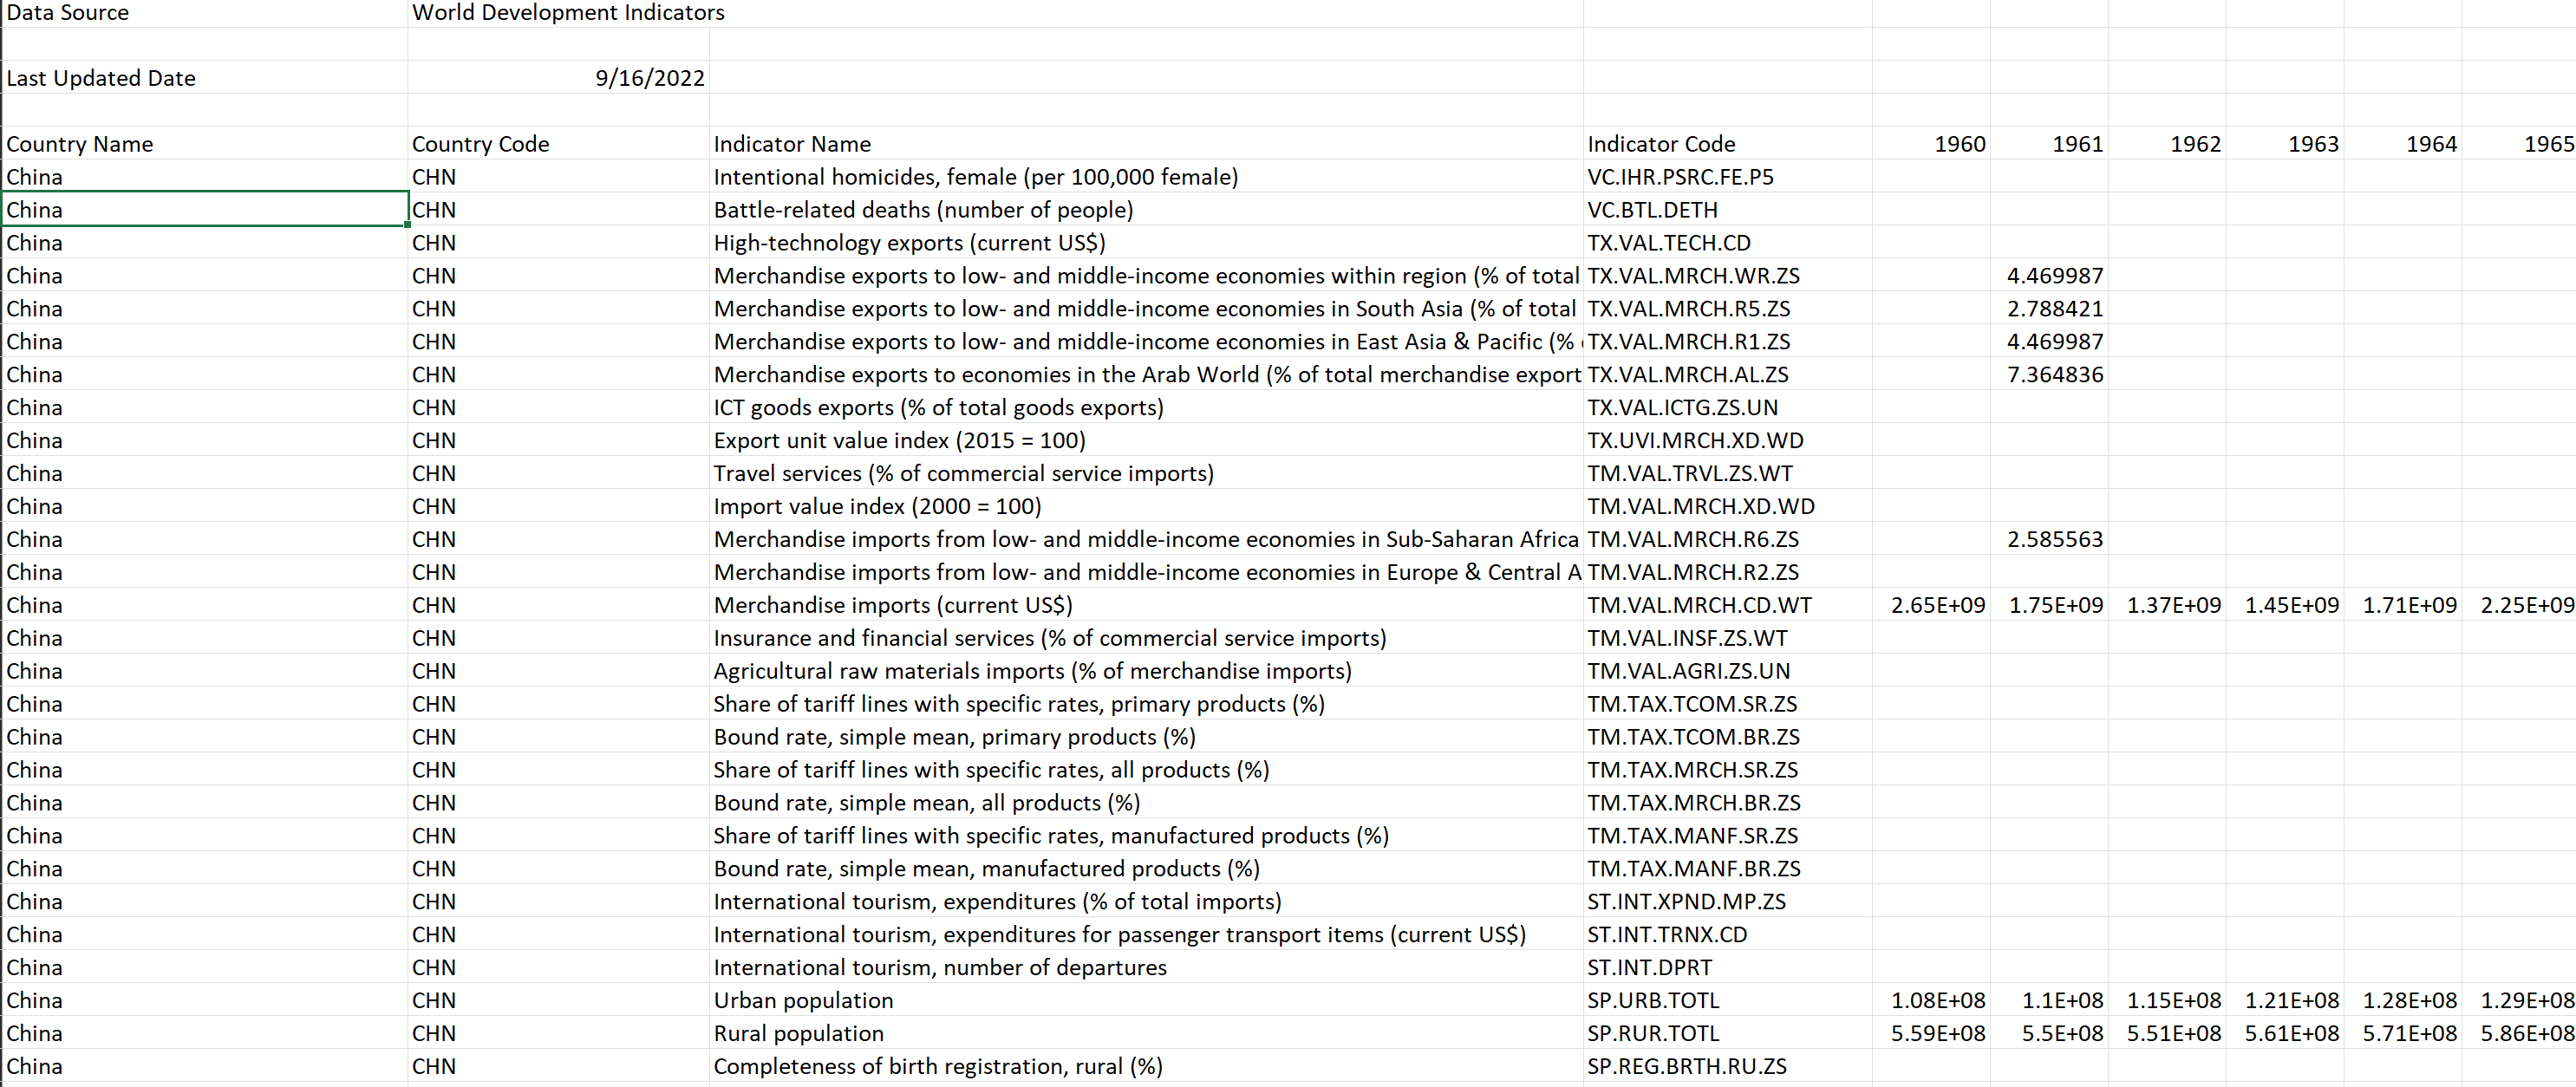 Data Source World Development Indicators
Last Updated Date 9/16/2022
Country Name Country Code Indicator Name Indicator Code 1960 1961 1962 1963 1964 1965
China CHN Intentional homicides, female (per 100,000 female) VC.IHR.PSRC.FE.P5
China CHN Battle-related deaths (number of people) VC.BTL.DETH
China CHN High-technology exports (current US$) TX.VAL.TECH.CD
China CHN Merchandise exports to low- and middle-income economies within region (% of total TX.VAL.MRCH.WR.ZS 4.469987
China CHN Merchandise exports to low- and middle-income economies in South Asia (% of total TX.VAL.MRCH.R5.ZS 2.788421
China CHN Merchandise exports to low- and middle-income economies in East Asia & Pacific (% TX.VAL.MRCH.R1.ZS 4.469987
China CHN Merchandise exports to economies in the Arab World (% of total merchandise export TX.VAL.MRCH.AL.ZS 7.364836
China CHN ICT goods exports (% of total goods exports) TX.VAL.ICTG.ZS.UN
China CHN Export unit value index (2015 = 100) TX.UVI.MRCH.XD.WD
China CHN Travel services (% of commercial service imports) TM.VAL.TRVL.ZS.WT
China CHN Import value index (2000 = 100) TM.VAL.MRCH.XD.WD
China CHN Merchandise imports from low- and middle-income economies in Sub-Saharan Africa TM.VAL.MRCH.R6.ZS 2.585563
China CHN Merchandise imports from low- and middle-income economies in Europe & Central A TM.VAL.MRCH.R2.ZS
China CHN Merchandise imports (current US$) TM.VAL.MRCH.CD.WT 2.65E+09 1.75E+09 1.37E+09 1.45E+09 1.71E+09 2.25E+09
China CHN Insurance and financial services (% of commercial service imports) TM.VAL.INSF.ZS.WT
China CHN Agricultural raw materials imports (% of merchandise imports) TM.VAL.AGRI.ZS.UN
China CHN Share of tariff lines with specific rates, primary products (%) TM.TAX.TCOM.SR.ZS
China CHN Bound rate, simple mean, primary products (%) TM.TAX.TCOM.BR.ZS
China CHN Share of tariff lines with specific rates, all products (%) TM.TAX.MRCH.SR.ZS
China CHN Bound rate, simple mean, all products (%) TM.TAX.MRCH.BR.ZS
China CHN Share of tariff lines with specific rates, manufactured products (%) TM.TAX.MANF.SR.ZS
China CHN Bound rate, simple mean, manufactured products (%) TM.TAX.MANF.BR.ZS
China CHN International tourism, expenditures (% of total imports) ST.INT.XPND.MP.ZS
China CHN International tourism, expenditures for passenger transport items (current US$) ST.INT.TRNX.CD
China CHN International tourism, number of departures ST.INT.DPRT
China CHN Urban population SP.URB.TOTL 1.08E+08 1.1E+08 1.15E+08 1.21E+08 1.28E+08 1.29E+08
China CHN Rural population SP.RUR.TOTL 5.59E+08 5.5E+08 5.51E+08 5.61E+08 5.71E+08 5.86E+08
China CHN Completeness of birth registration, rural (%) SP.REG.BRTH.RU.ZS